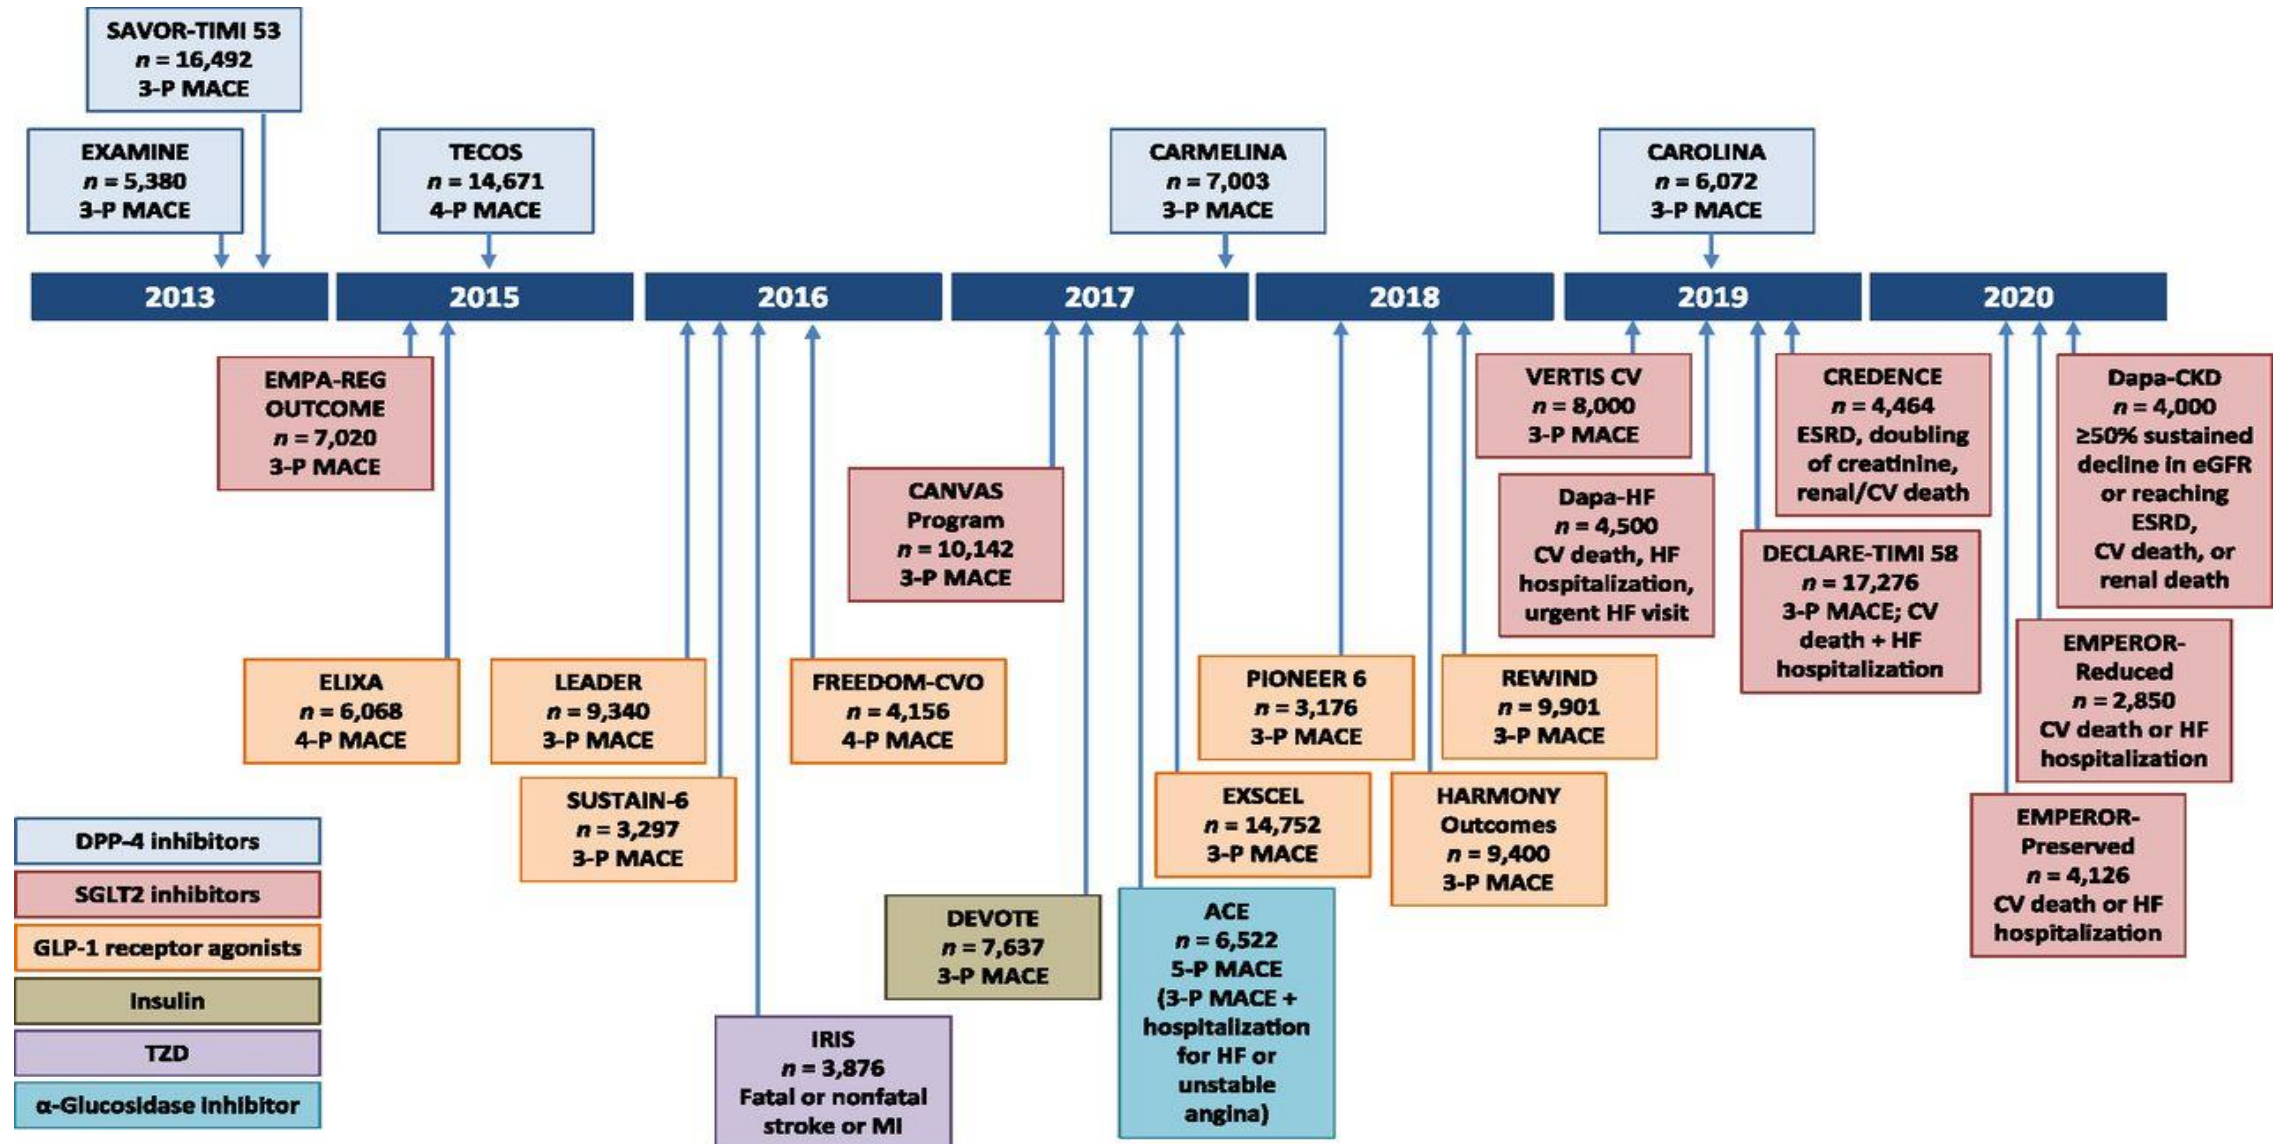 SAVOR-TIMI 53
n = 16,492
3-P MACE
EXAMINE
n = 5,380
3-P MACE
TECOS
n = 14,671
4-P MACE
CARMELINA
n = 7,003
3-P MACE
CAROLINA
n = 6,072
3-P MACE
2013
2015
2016
2017
2018
2019
2020
EMPA-REG
OUTCOME
n = 7,020
3-P MACE
CANVAS
Program
n = 10,142
3-P MACE
VERTIS CV
n = 8,000
3-P MACE
CREDENCE
n = 4,464
ESRD, doubling
of creatinine,
renal/CV death
Dapa-CKD
n = 4,000
≥50% sustained
decline in eGFR
or reaching
ESRD,
CV death, or
renal death
Dapa-HF
n = 4,500
CV death, HF
hospitalization,
urgent HF visit
DECLARE-TIMI 58
n = 17,276
3-P MACE; CV
death + HF
hospitalization
ELIXA
n = 6,068
4-P MACE
LEADER
n = 9,340
3-P MACE
FREEDOM-CVO
n = 4,156
4-P MACE
PIONEER 6
n = 3,176
3-P MACE
REWIND
n = 9,901
3-P MACE
EMPEROR-
Reduced
n = 2,850
CV death or HF
hospitalization
SUSTAIN-6
n = 3,297
3-P MACE
EXSCEL
n = 14,752
3-P MACE
HARMONY
Outcomes
n = 9,400
3-P MACE
EMPEROR-
Preserved
n = 4,126
CV death or HF
hospitalization
DEVOTE
n = 7,637
3-P MACE
ACE
n = 6,522
5-P MACE
(3-P MACE +
hospitalization
for HF or
unstable
angina)
IRIS
n = 3,876
Fatal or nonfatal
stroke or MI
DPP-4 inhibitors
SGLT2 inhibitors
GLP-1 receptor agonists
Insulin
TZD
α-Glucosidase inhibitor